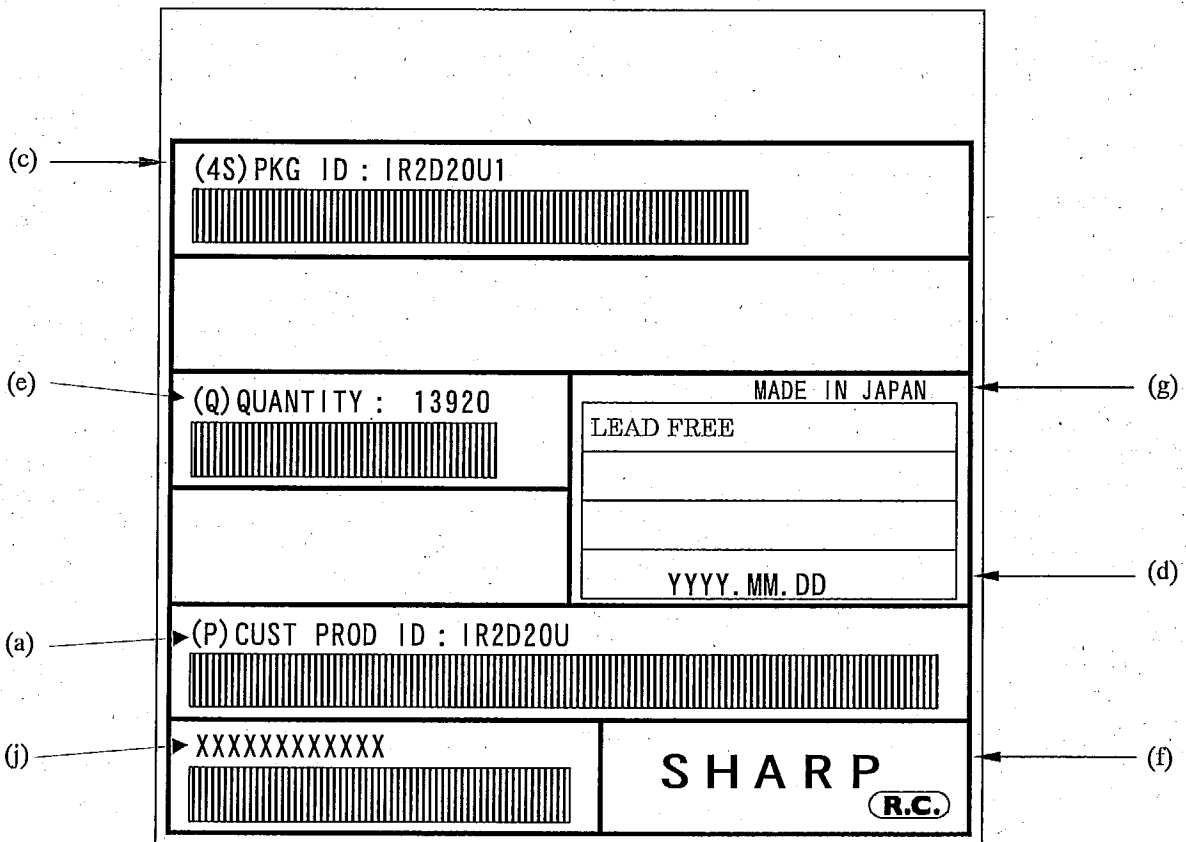 (c)
(4S)PKG ID : IR2D20U1
(e)
(Q)QUANTITY : 13920
MADE IN JAPAN
(g)
LEAD FREE
YYYY.MM.DD
(d)
(a)
(P)CUST PROD ID : IR2D20U
(j)
XXXXXXXXXXXX
SHARP
R.C.
(f)